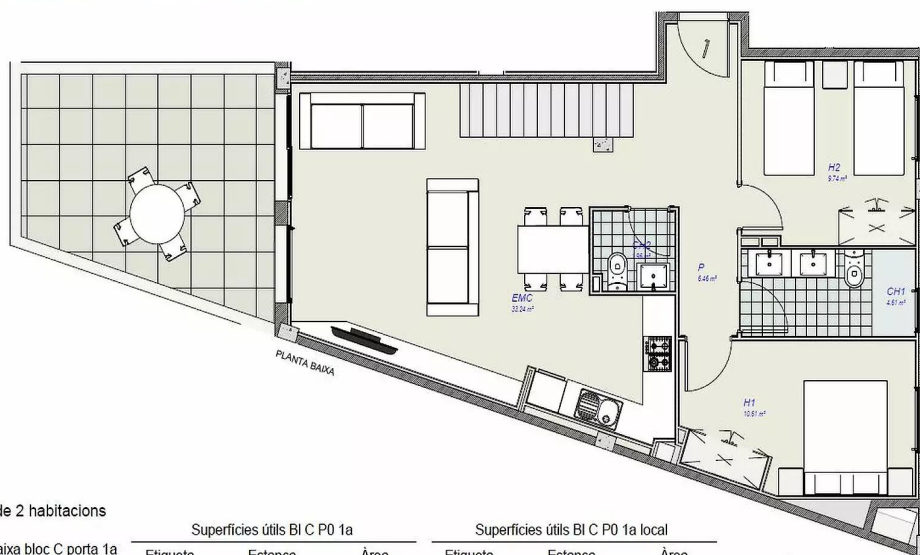 H2
9.74 m²
CH2
P
6.46 m²
CH1
4.61 m²
EMC
33.24 m²
PLANTA BAIXA
H1
10.61 m²
de 2 habitacions
aixa bloc C porta 1a
Superfícies útils Bl C P0 1a
Superfícies útils Bl C P0 1a local
Etiqueta Estança Àrea
Etiqueta Estança Àrea